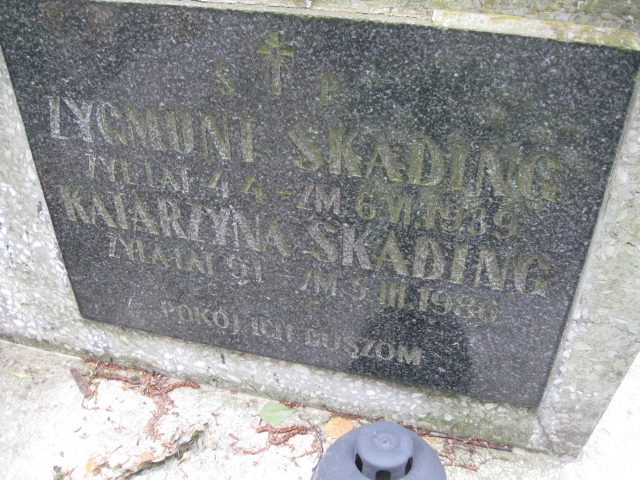 S P
ZYGMUNT SKADING
ŻYŁ LAT 44 - ZM. 6 VI 1939
KATARZYNA SKADING
ŻYŁA LAT 91 - ZM. 5 III 1986
POKÓJ ICH DUSZOM